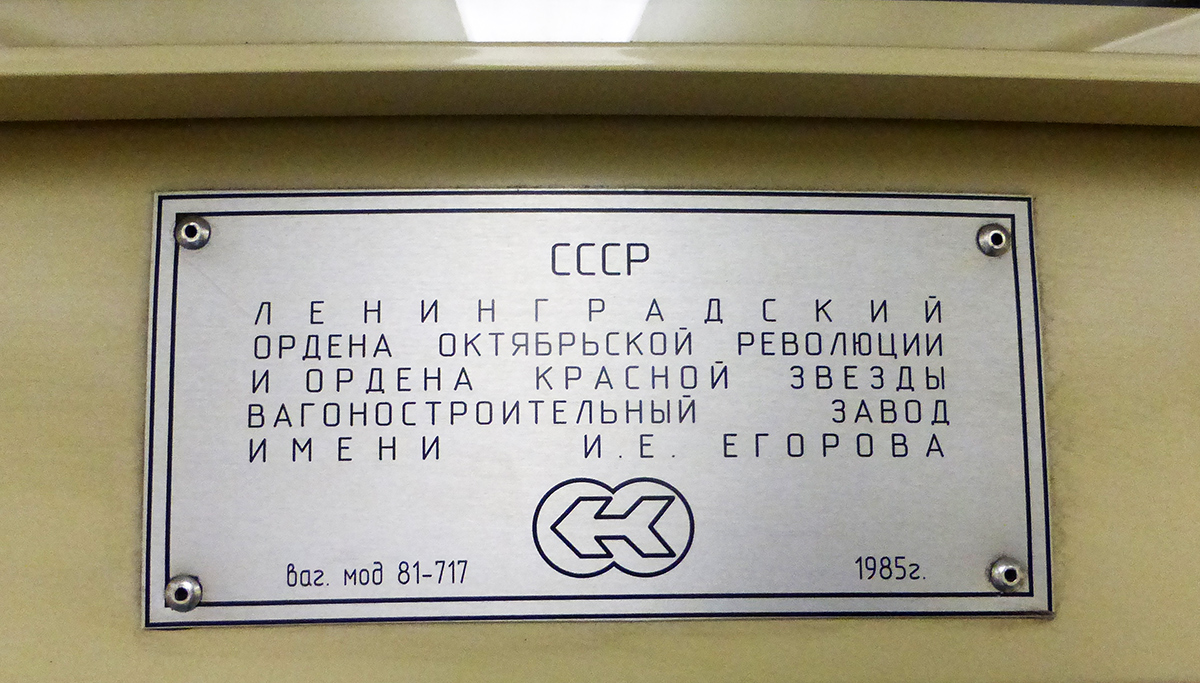 СССР
ЛЕНИНГРАДСКИЙ
ОРДЕНА ОКТЯБРЬСКОЙ РЕВОЛЮЦИИ
И ОРДЕНА КРАСНОЙ ЗВЕЗДЫ
ВАГОНОСТРОИТЕЛЬНЫЙ ЗАВОД
ИМЕНИ И.Е. ЕГОРОВА
ваг. мод 81-717 1985г.